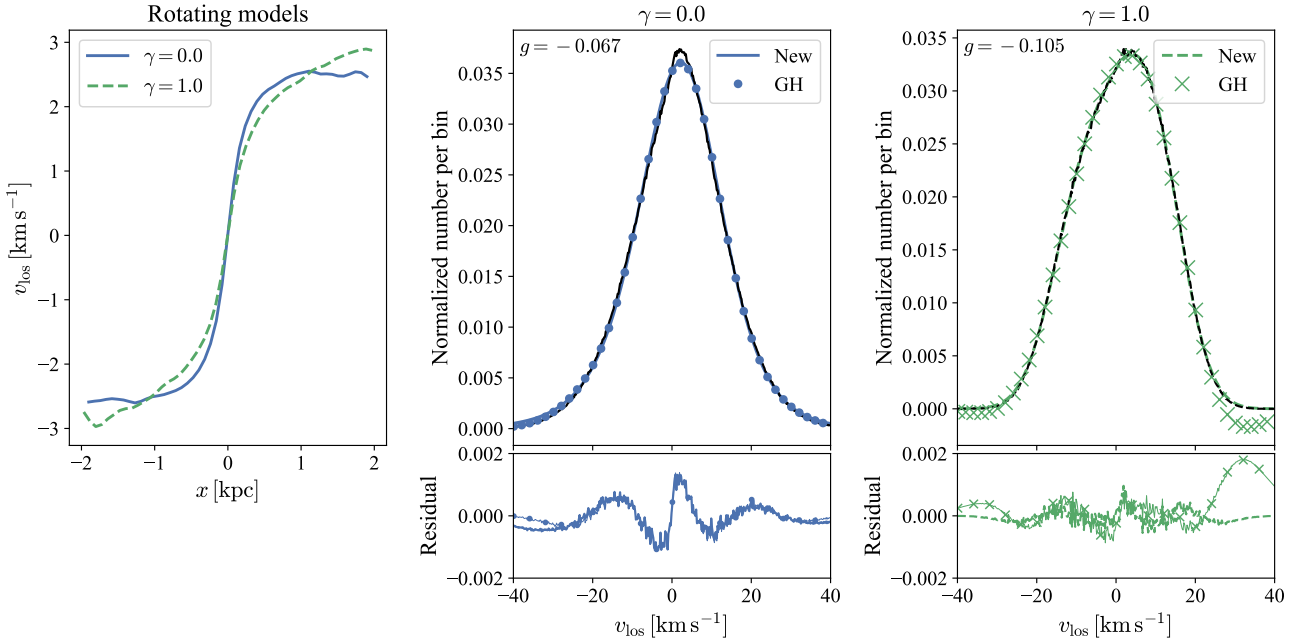 Rotating models
γ = 0.0
γ = 1.0
3
2
1
0
−1
−2
−3
v_los [km s⁻¹]
−2
−1
0
1
2
x [kpc]
γ = 0.0
g = −0.067
New
GH
0.035
0.030
0.025
0.020
0.015
0.010
0.005
0.000
Normalized number per bin
0.002
0.000
−0.002
Residual
−40
−20
0
20
40
v_los [km s⁻¹]
γ = 1.0
g = −0.105
New
GH
0.035
0.030
0.025
0.020
0.015
0.010
0.005
0.000
Normalized number per bin
0.002
0.000
−0.002
Residual
−40
−20
0
20
40
v_los [km s⁻¹]